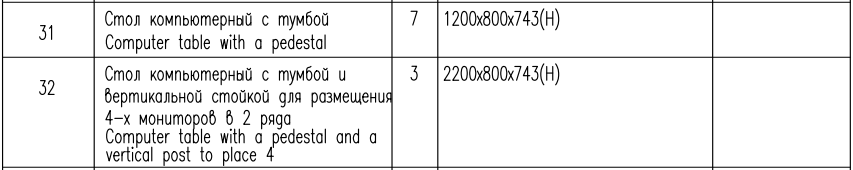 31 Стол компьютерный с тумбой 7 1200x800x743(H)
Computer table with a pedestal
32 Стол компьютерный с тумбой и 3 2200x800x743(H)
вертикальной стойкой для размещения
4-х мониторов в 2 ряда
Computer table with a pedestal and a
vertical post to place 4